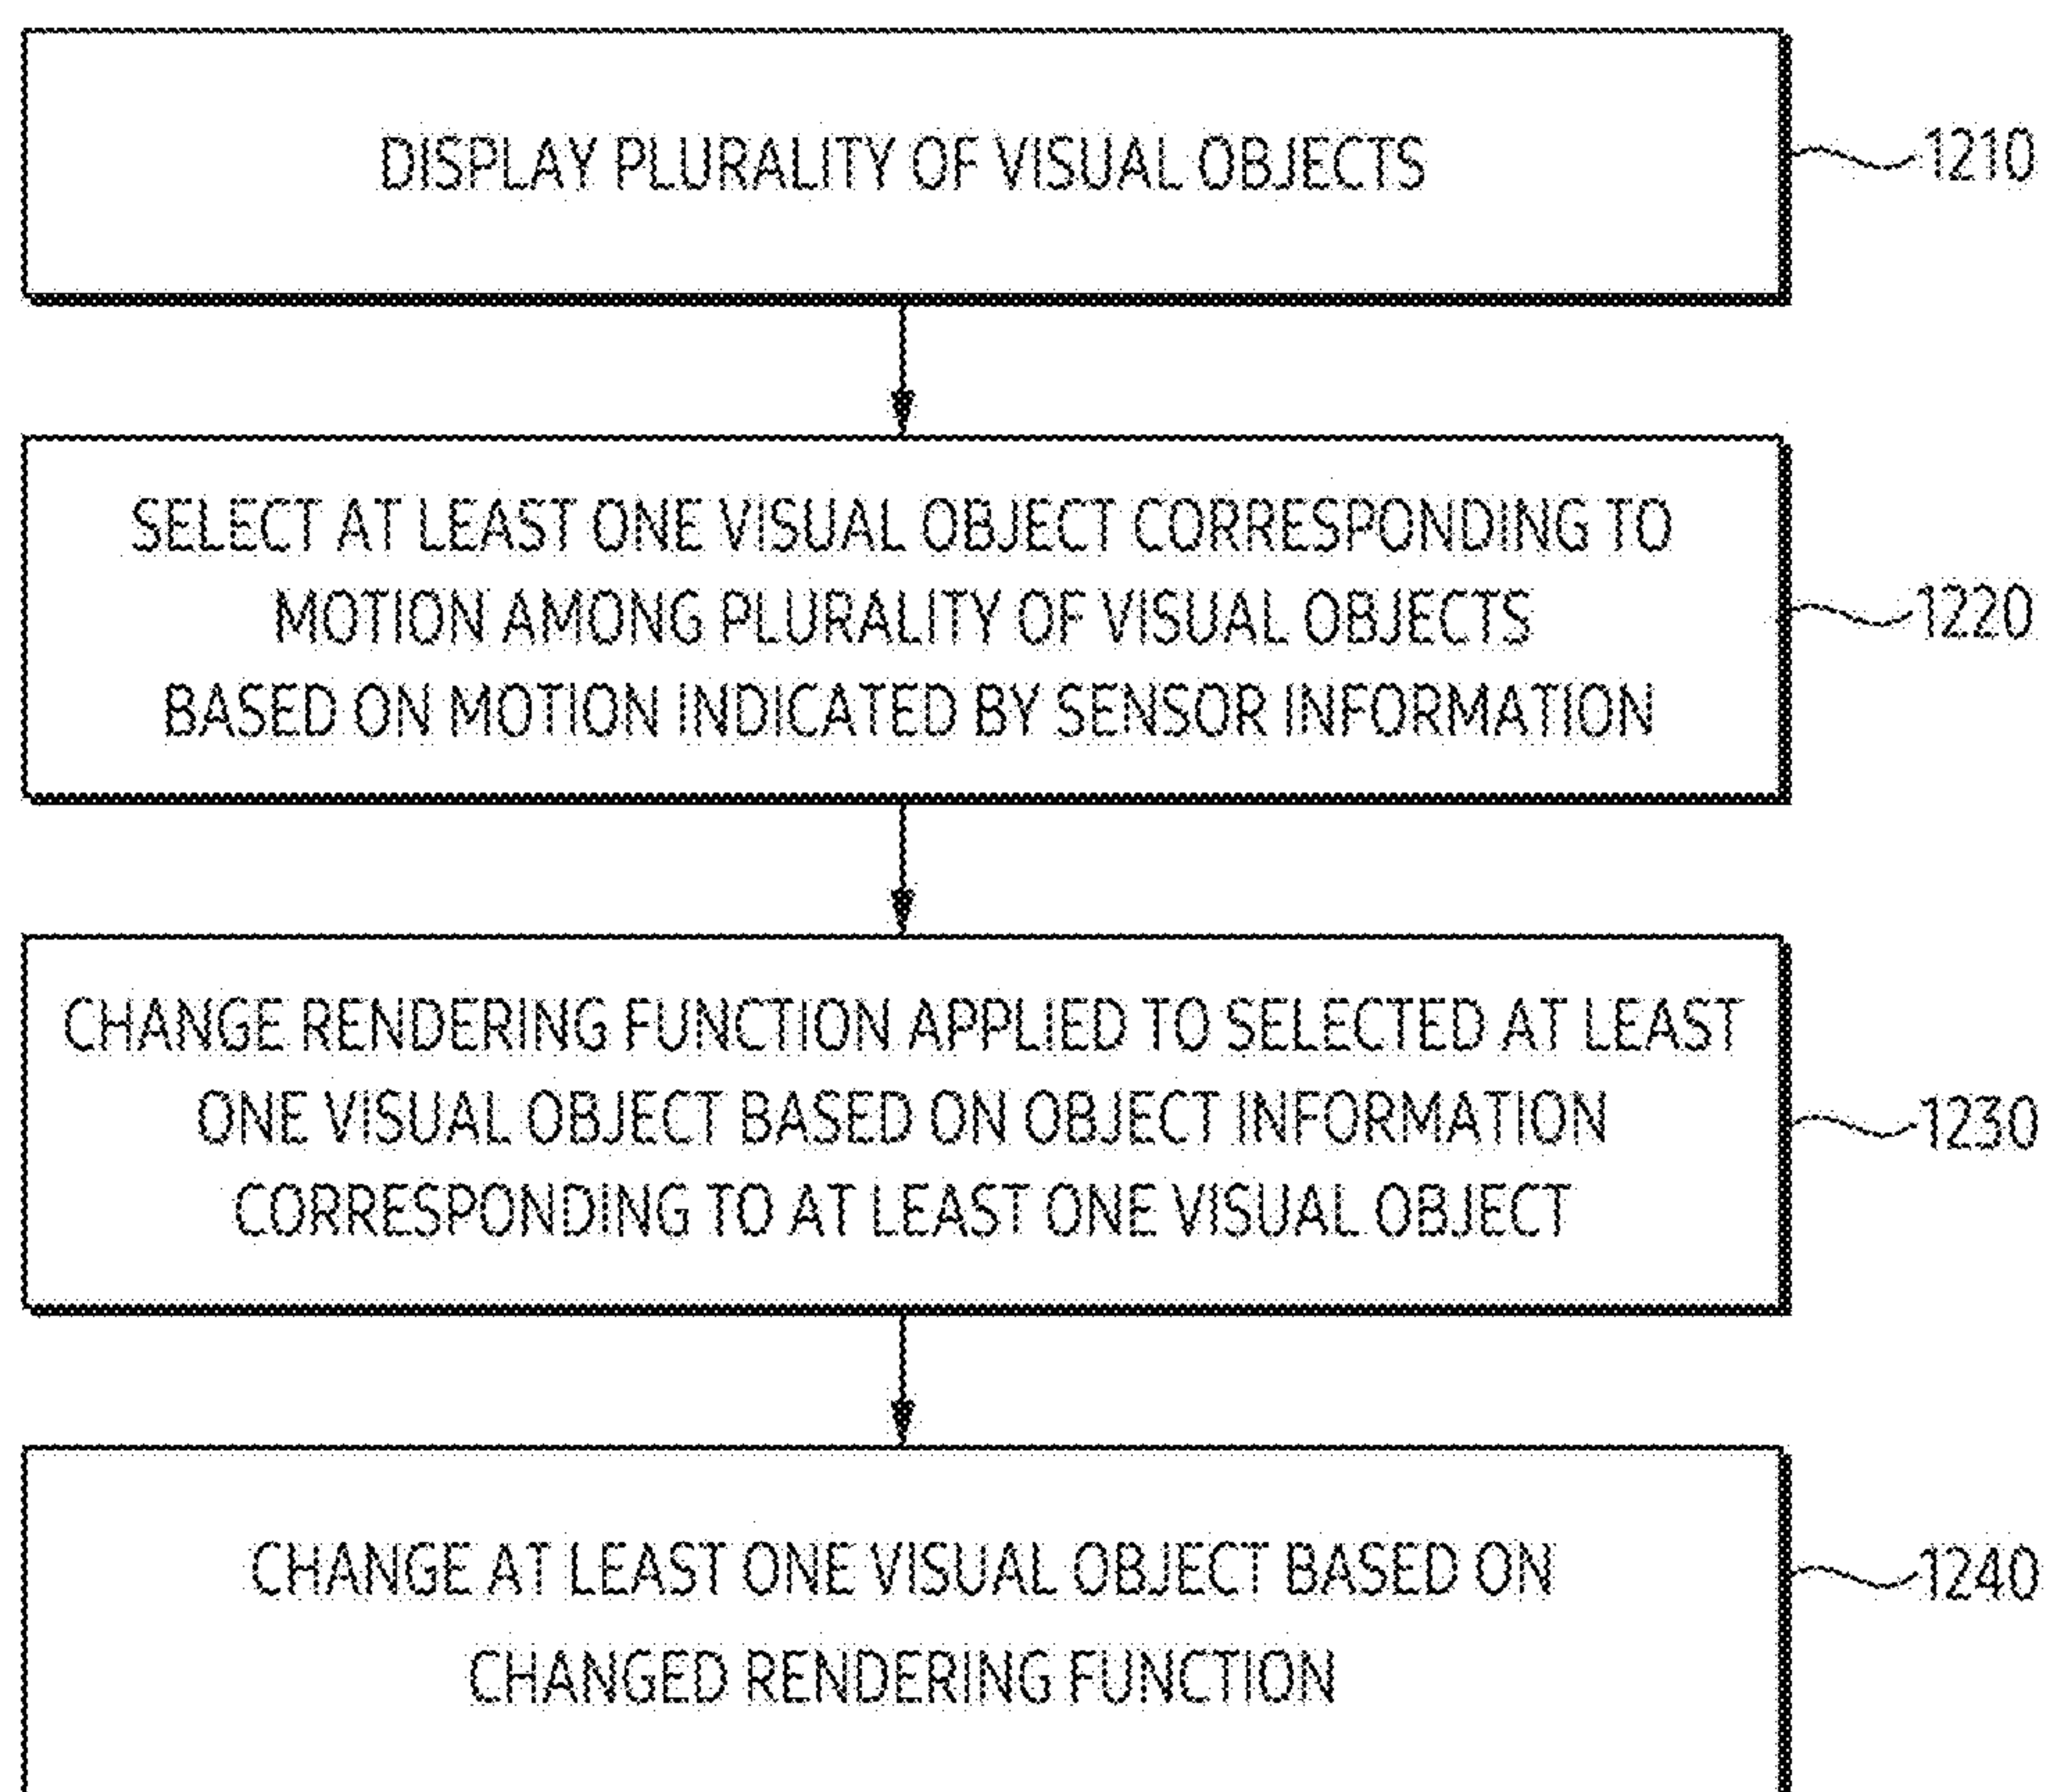 DISPLAY PLURALITY OF VISUAL OBJECTS
1210
SELECT AT LEAST ONE VISUAL OBJECT CORRESPONDING TO
MOTION AMONG PLURALITY OF VISUAL OBJECTS
BASED ON MOTION INDICATED BY SENSOR INFORMATION
1220
CHANGE RENDERING FUNCTION APPLIED TO SELECTED AT LEAST
ONE VISUAL OBJECT BASED ON OBJECT INFORMATION
CORRESPONDING TO AT LEAST ONE VISUAL OBJECT
1230
CHANGE AT LEAST ONE VISUAL OBJECT BASED ON
CHANGED RENDERING FUNCTION
1240